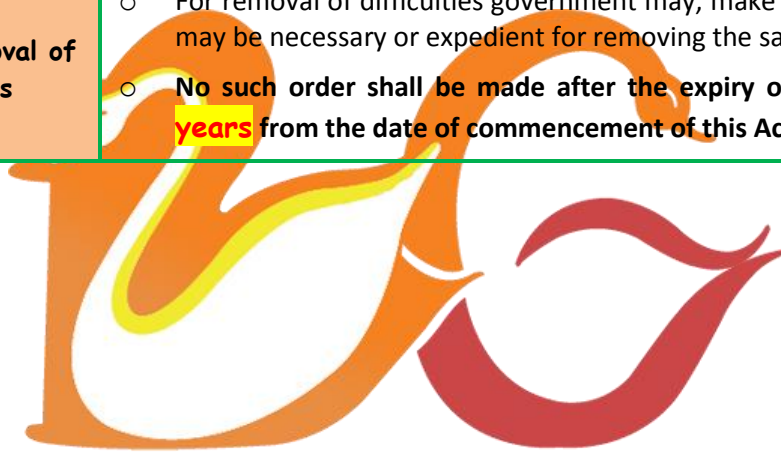 For removal of difficulties government may, make
may be necessary or expedient for removing the sa
oval of
s
No such order shall be made after the expiry o
years from the date of commencement of this Ac